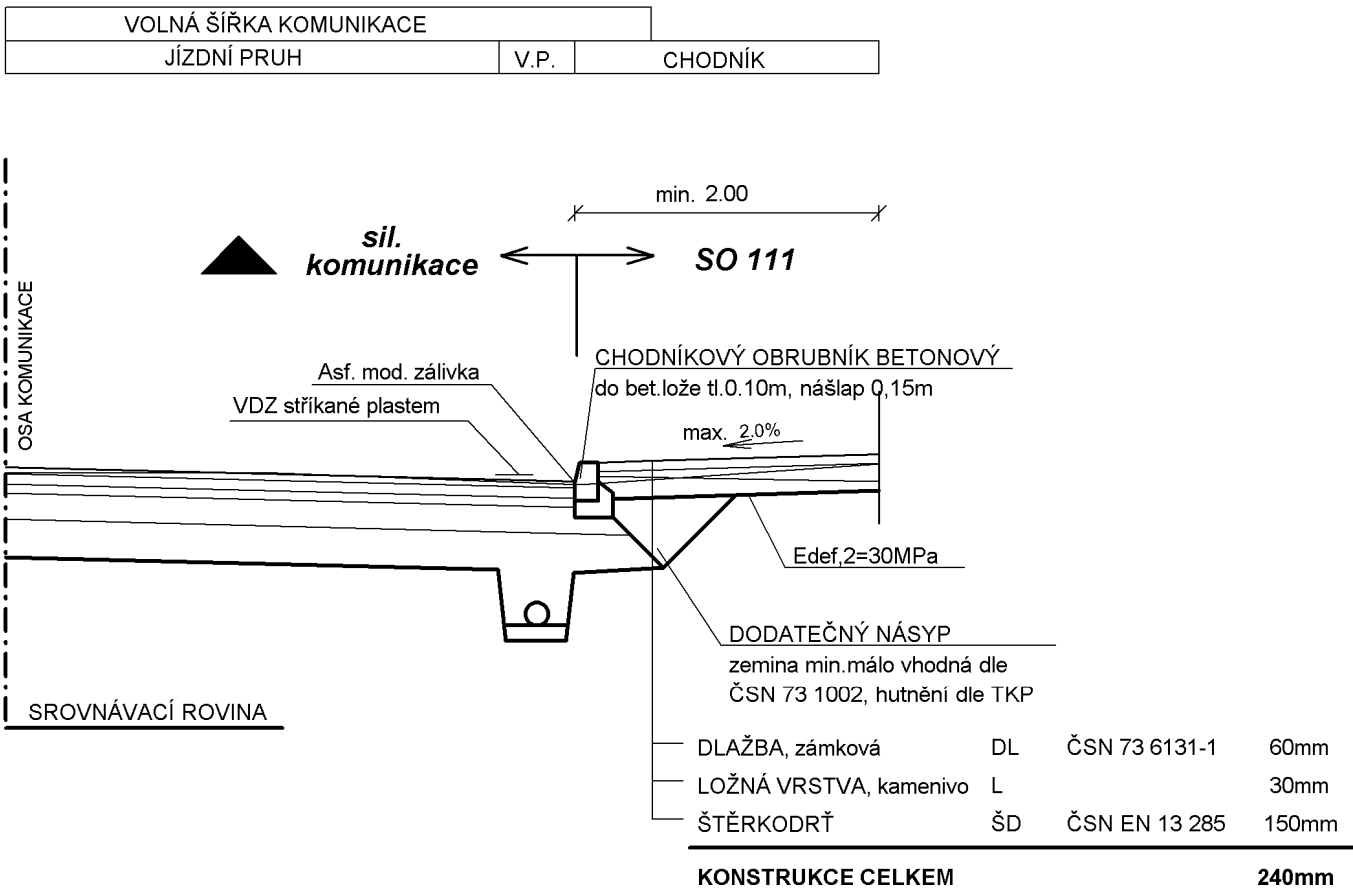 VOLNÁ ŠÍŘKA KOMUNIKACE
JÍZDNÍ PRUH V.P. CHODNÍK
min. 2.00
sil.
komunikace
SO 111
OSA KOMUNIKACE
CHODNÍKOVÝ OBRUBNÍK BETONOVÝ
do bet.lože tl.0.10m, nášlap 0,15m
Asf. mod. zálivka
VDZ stříkané plastem
max. 2.0%
Edef,2=30MPa
DODATEČNÝ NÁSYP
zemina min.málo vhodná dle
ČSN 73 1002, hutnění dle TKP
SROVNÁVACÍ ROVINA
DLAŽBA, zámková DL ČSN 73 6131-1 60mm
LOŽNÁ VRSTVA, kamenivo L 30mm
ŠTĚRKODRŤ ŠD ČSN EN 13 285 150mm
KONSTRUKCE CELKEM 240mm